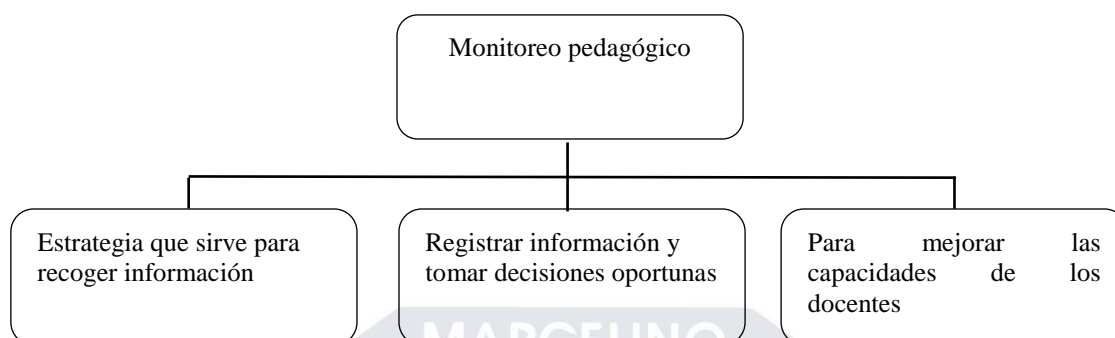 Monitoreo pedagógico
Estrategia que sirve para
recoger información
Registrar información y
tomar decisiones oportunas
Para mejorar las
capacidades de los
docentes
MARCELINO